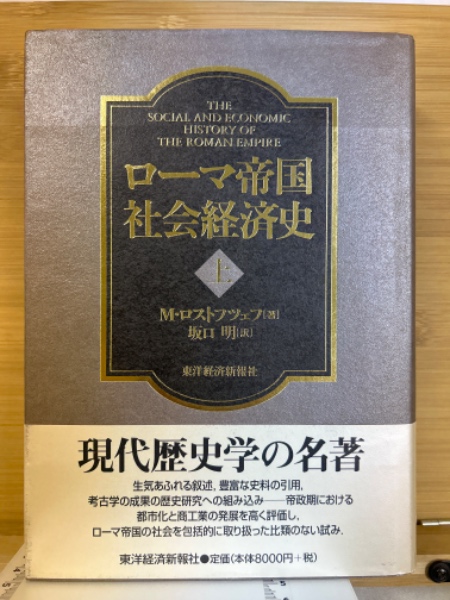 THE
SOCIAL AND ECONOMIC
HISTORY OF
THE ROMAN EMPIRE
ローマ帝国
社会経済史
上
M・ロストフツェフ[著]
坂口 明[訳]
東洋経済新報社
現代歴史学の名著
生気あふれる叙述，豊富な史料の引用，
考古学の成果の歴史研究への組み込み──帝政期における
都市化と商工業の発展を高く評価し，
ローマ帝国の社会を包括的に取り扱った比類のない試み．
東洋経済新報社●定価(本体8000円+税)